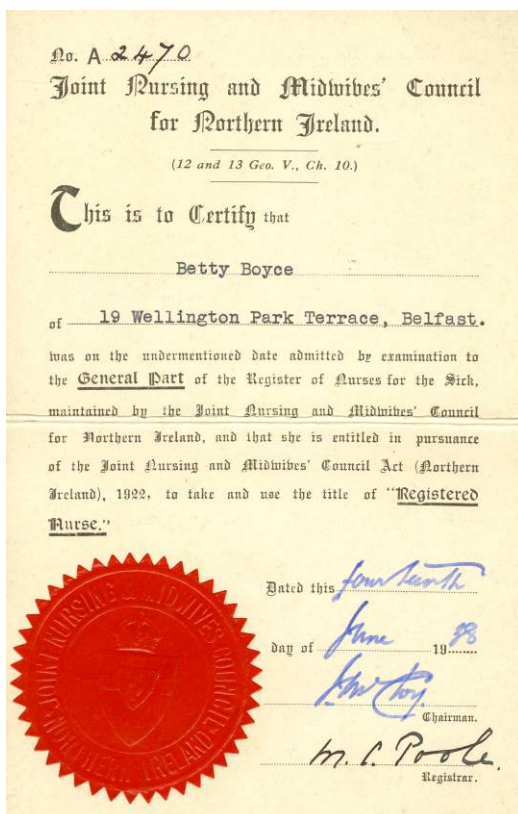 No. A 2470
Joint Nursing and Midwives' Council
for Northern Ireland.
(12 and 13 Geo. V., Ch. 10.)
This is to Certify that
Betty Boyce
of 19 Wellington Park Terrace, Belfast.
was on the undermentioned date admitted by examination to
the General Part of the Register of Nurses for the Sick,
maintained by the Joint Nursing and Midwives' Council
for Northern Ireland, and that she is entitled in pursuance
of the Joint Nursing and Midwives' Council Act (Northern
Ireland), 1922, to take and use the title of "Registered
Nurse."
Dated this fourteenth
day of June 19
Chairman.
M. C. Poole.
Registrar.
JOINT NURSING & MIDWIVES COUNCIL FOR NERN IRELAND